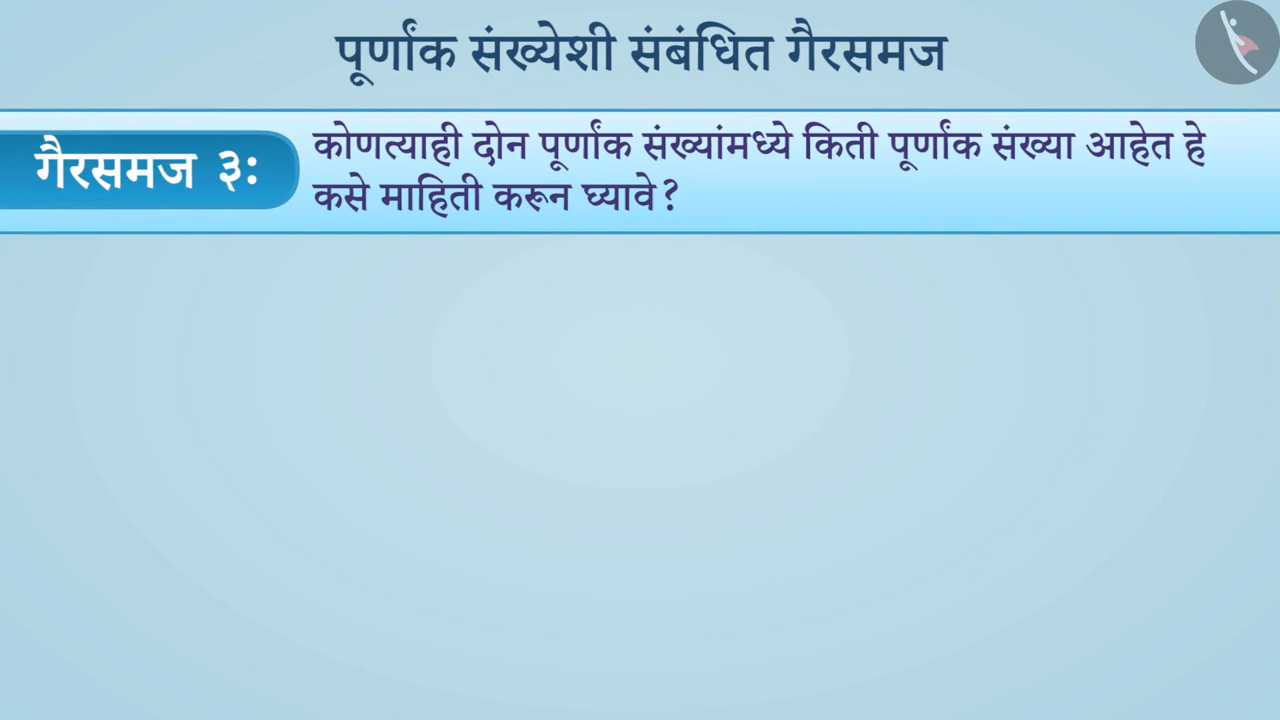 पूर्णांक संख्येशी संबंधित गैरसमज
गैरसमज ३:
कोणत्याही दोन पूर्णांक संख्यांमध्ये किती पूर्णांक संख्या आहेत हे
कसे माहिती करून घ्यावे?